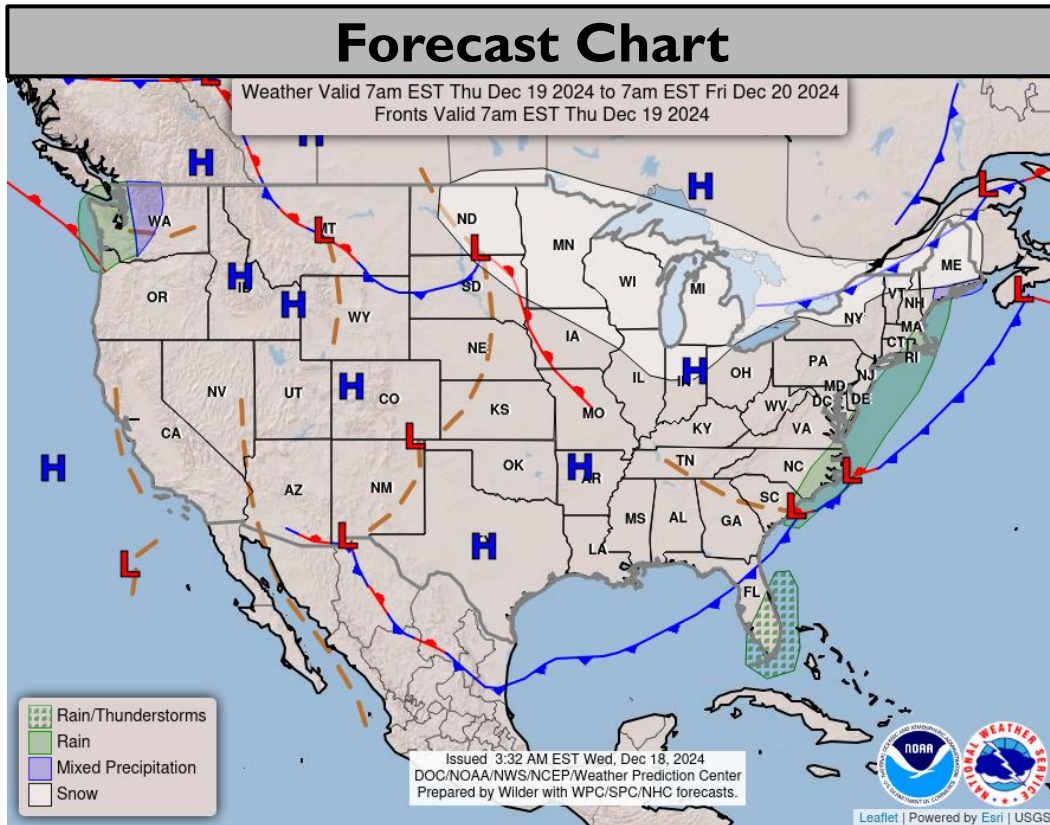 Forecast Chart
Weather Valid 7am EST Thu Dec 19 2024 to 7am EST Fri Dec 20 2024
Fronts Valid 7am EST Thu Dec 19 2024
L
H
H
H
L
WA
MT
L
ND
L
MN
ME
OR
H
ID
H
WY
SD
WI
MI
VT
NH
NY
L
MA
CT
RI
NE
IA
NV
UT
H
CO
IL
H
OH
PA
NJ
MD
DE
DC
WV
CA
KS
MO
KY
VA
L
H
AZ
NM
OK
H
AR
TN
NC
L
SC
L
MS
AL
GA
L
H
LA
L
FL
Rain/Thunderstorms
Rain
Mixed Precipitation
Snow
Issued 3:32 AM EST Wed, Dec 18, 2024
DOC/NOAA/NWS/NCEP/Weather Prediction Center
Prepared by Wilder with WPC/SPC/NHC forecasts.
NOAA
NATIONAL WEATHER SERVICE
Leaflet | Powered by Esri | USGS